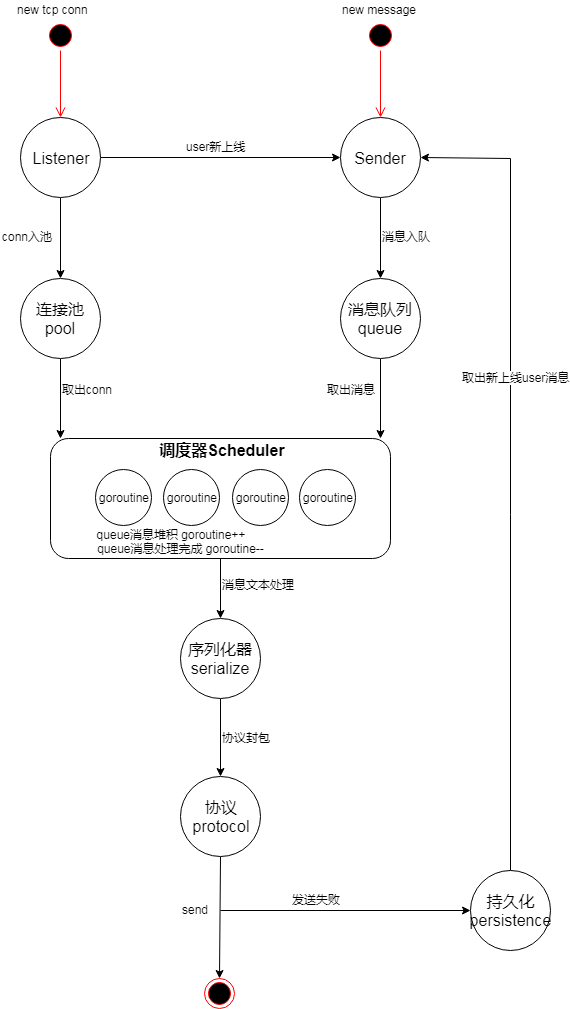 new tcp conn
new message
Listener
user新上线
Sender
conn入池
消息入队
连接池
pool
消息队列
queue
取出新上线user消息
取出conn
取出消息
调度器Scheduler
goroutine
goroutine
goroutine
goroutine
queue消息堆积 goroutine++
queue消息处理完成 goroutine--
消息文本处理
序列化器
serialize
协议封包
协议
protocol
send
发送失败
持久化
persistence